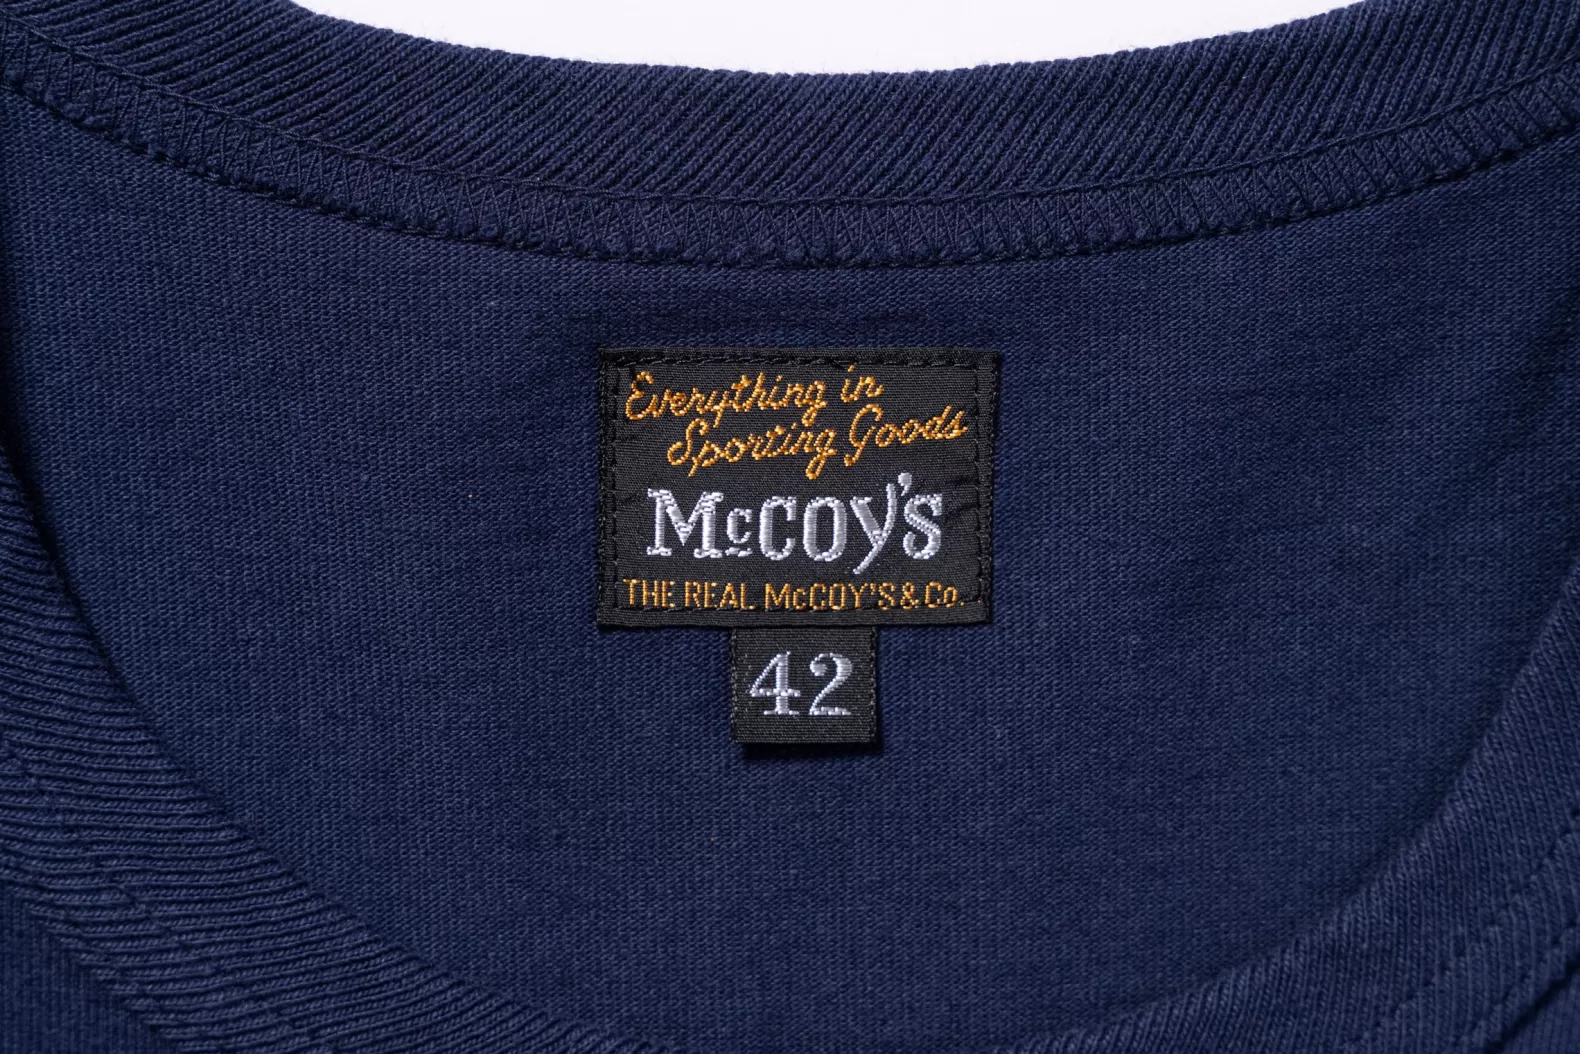 Everything in
Sporting Goods
McCOY'S
THE REAL McCOY'S & Co.
42